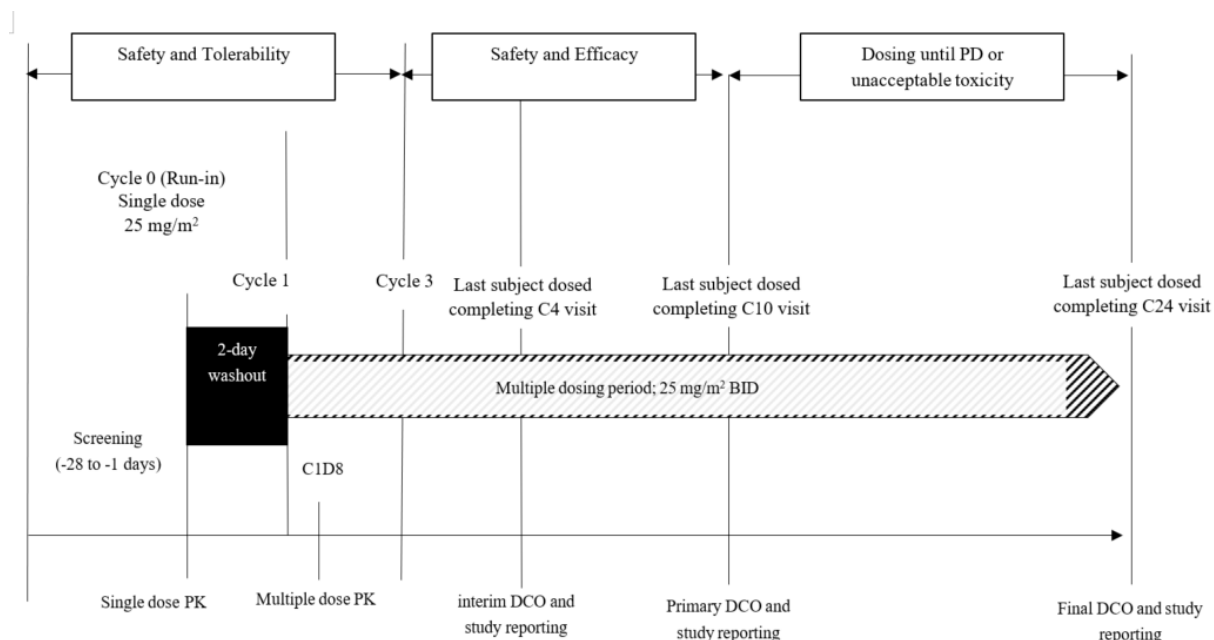 Safety and Tolerability
Safety and Efficacy
Dosing until PD or
unacceptable toxicity
Cycle 0 (Run-in)
Single dose
25 mg/m²
Cycle 1
Cycle 3
Last subject dosed
completing C4 visit
Last subject dosed
completing C10 visit
Last subject dosed
completing C24 visit
2-day
washout
Multiple dosing period; 25 mg/m² BID
Screening
(-28 to -1 days)
C1D8
Single dose PK
Multiple dose PK
interim DCO and
study reporting
Primary DCO and
study reporting
Final DCO and study
reporting